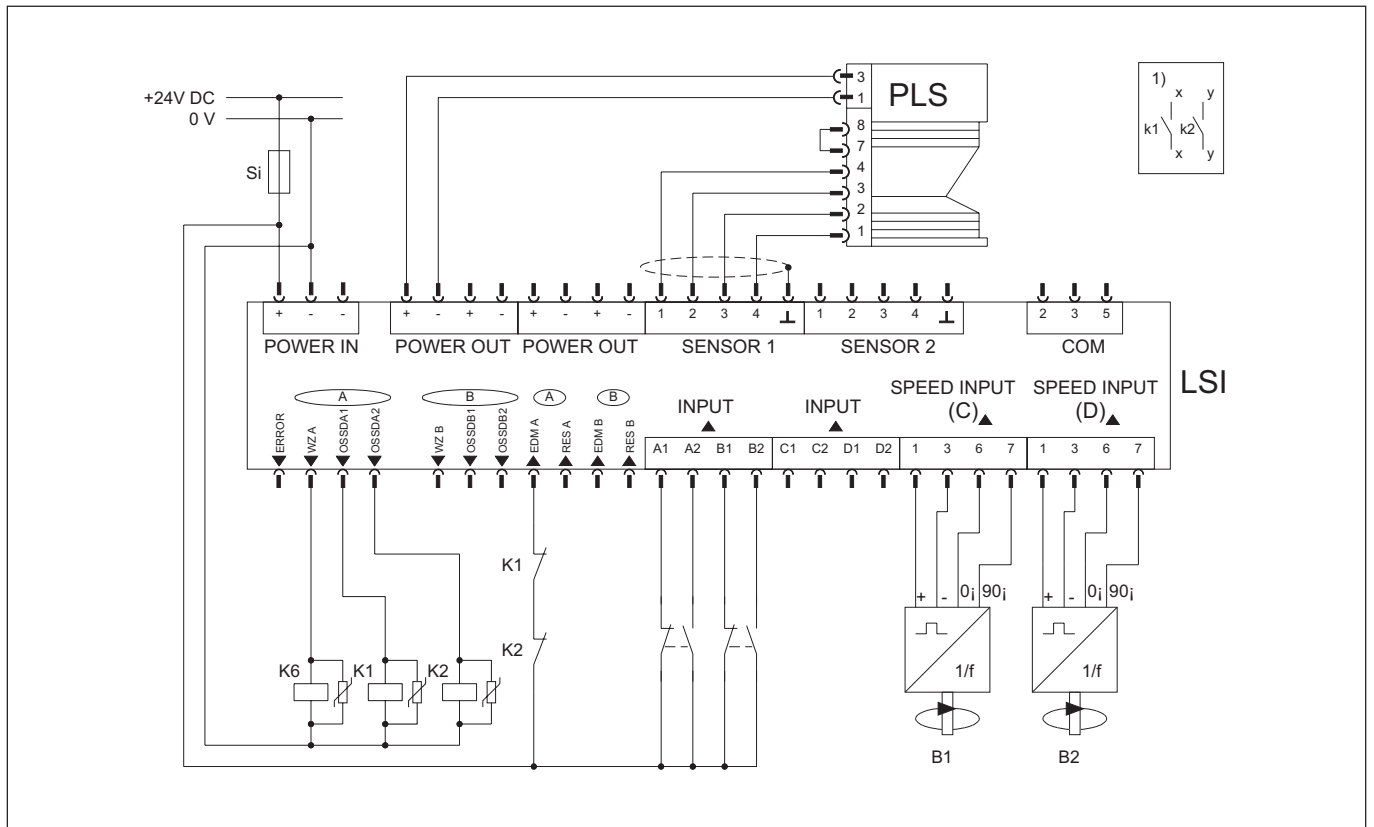 +24V DC
0 V
Si
3
1
PLS
8
7
4
3
2
1
1)
x y
k1 k2
x y
+ - -
POWER IN
+ - + -
POWER OUT
+ - + -
POWER OUT
1 2 3 4
SENSOR 1
1 2 3 4
SENSOR 2
2 3 5
COM
LSI
A
B
A
B
ERROR
WZ A
OSSDA1
OSSDA2
WZ B
OSSDB1
OSSDB2
EDM A
RES A
EDM B
RES B
INPUT
A1 A2 B1 B2
INPUT
C1 C2 D1 D2
SPEED INPUT
(C)
1 3 6 7
SPEED INPUT
(D)
1 3 6 7
K1
K2
K6
K1
K2
+ - 0¡ 90¡
1/f
B1
+ - 0¡ 90¡
1/f
B2